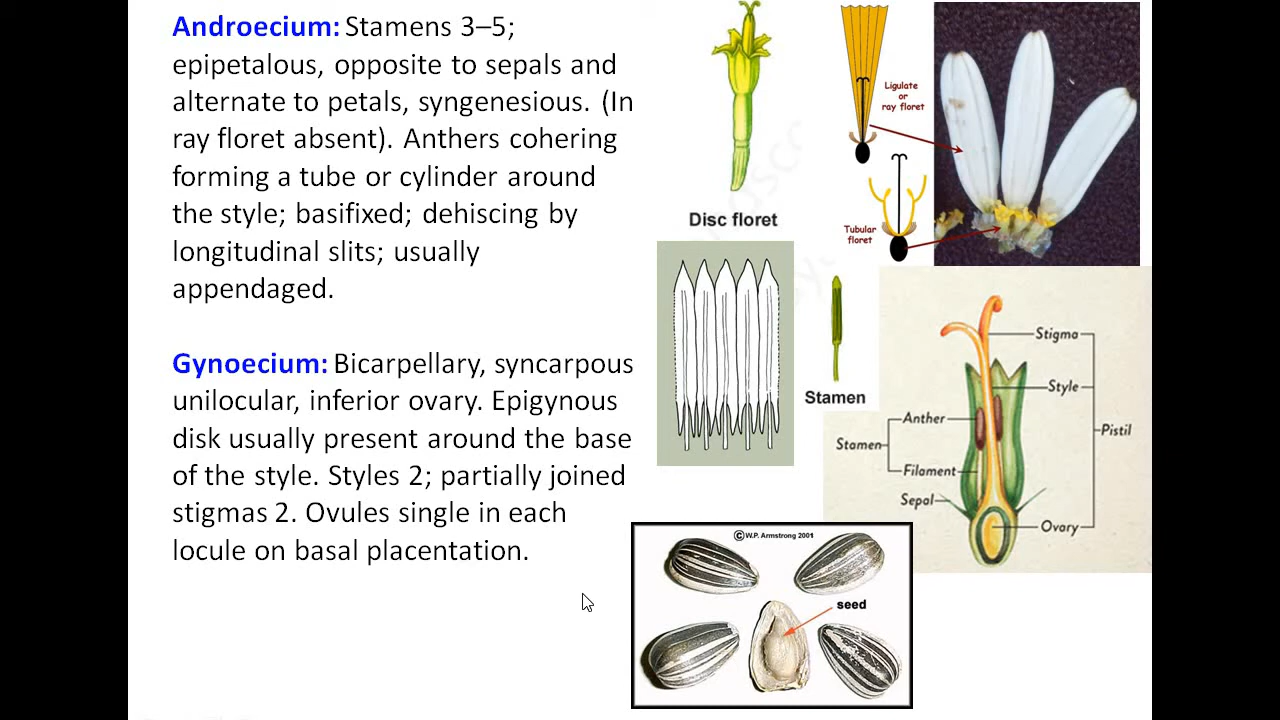 Androecium: Stamens 3–5;
epipetalous, opposite to sepals and
alternate to petals, syngenesious. (In
ray floret absent). Anthers cohering
forming a tube or cylinder around
the style; basifixed; dehiscing by
longitudinal slits; usually
appendaged.
Gynoecium: Bicarpellary, syncarpous
unilocular, inferior ovary. Epigynous
disk usually present around the base
of the style. Styles 2; partially joined
stigmas 2. Ovules single in each
locule on basal placentation.
Disc floret
Ligulate
or
ray floret
Tubular
floret
Stamen
Stigma
Style
Anther
Pistil
Stamen
Filament
Sepal
Ovary
©W.P. Armstrong 2001
seed